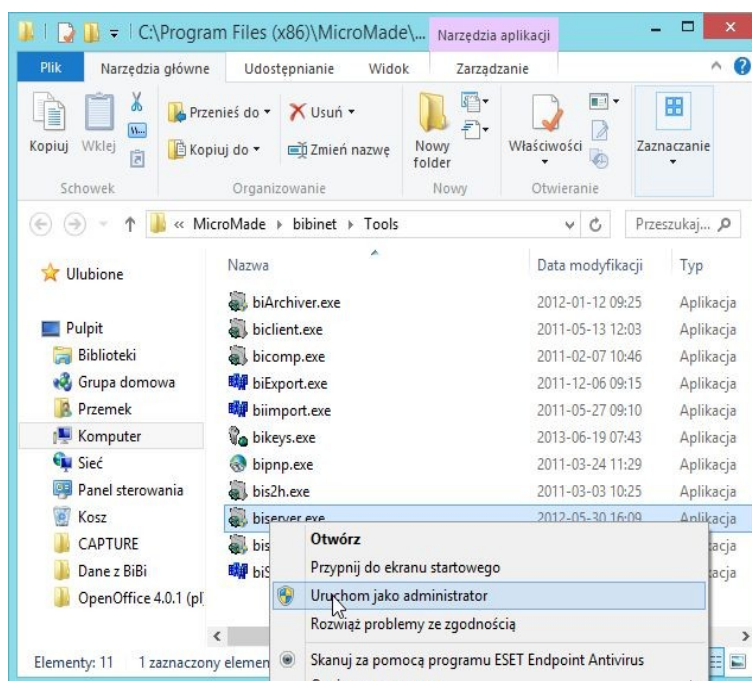 C:\Program Files (x86)\MicroMade\...
Narzędzia aplikacji
Plik Narzędzia główne Udostępnianie Widok Zarządzanie
Kopiuj Wklej
Przenieś do Usuń
Kopiuj do Zmień nazwę
Nowy folder
Właściwości
Zaznaczanie
Schowek Organizowanie Nowy Otwieranie
« MicroMade bibinet Tools
Przeszukaj...
Ulubione
Pulpit
Biblioteki
Grupa domowa
Przemek
Komputer
Sieć
Panel sterowania
Kosz
CAPTURE
Dane z BiBi
OpenOffice 4.0.1 (pl
Nazwa Data modyfikacji Typ
biArchiver.exe 2012-01-12 09:25 Aplikacja
biclient.exe 2011-05-13 12:03 Aplikacja
bicomp.exe 2011-02-07 10:46 Aplikacja
biExport.exe 2011-12-06 09:15 Aplikacja
biimport.exe 2011-05-27 09:10 Aplikacja
bikeys.exe 2013-06-19 07:43 Aplikacja
bipnp.exe 2011-03-24 11:29 Aplikacja
bis2h.exe 2011-03-03 10:25 Aplikacja
biserver.exe 2012-05-30 16:09 Aplikacja
bis
biS
Otwórz
Przypnij do ekranu startowego
Uruchom jako administrator
Rozwiąż problemy ze zgodnością
Skanuj za pomocą programu ESET Endpoint Antivirus
Elementy: 11 1 zaznaczony elemen